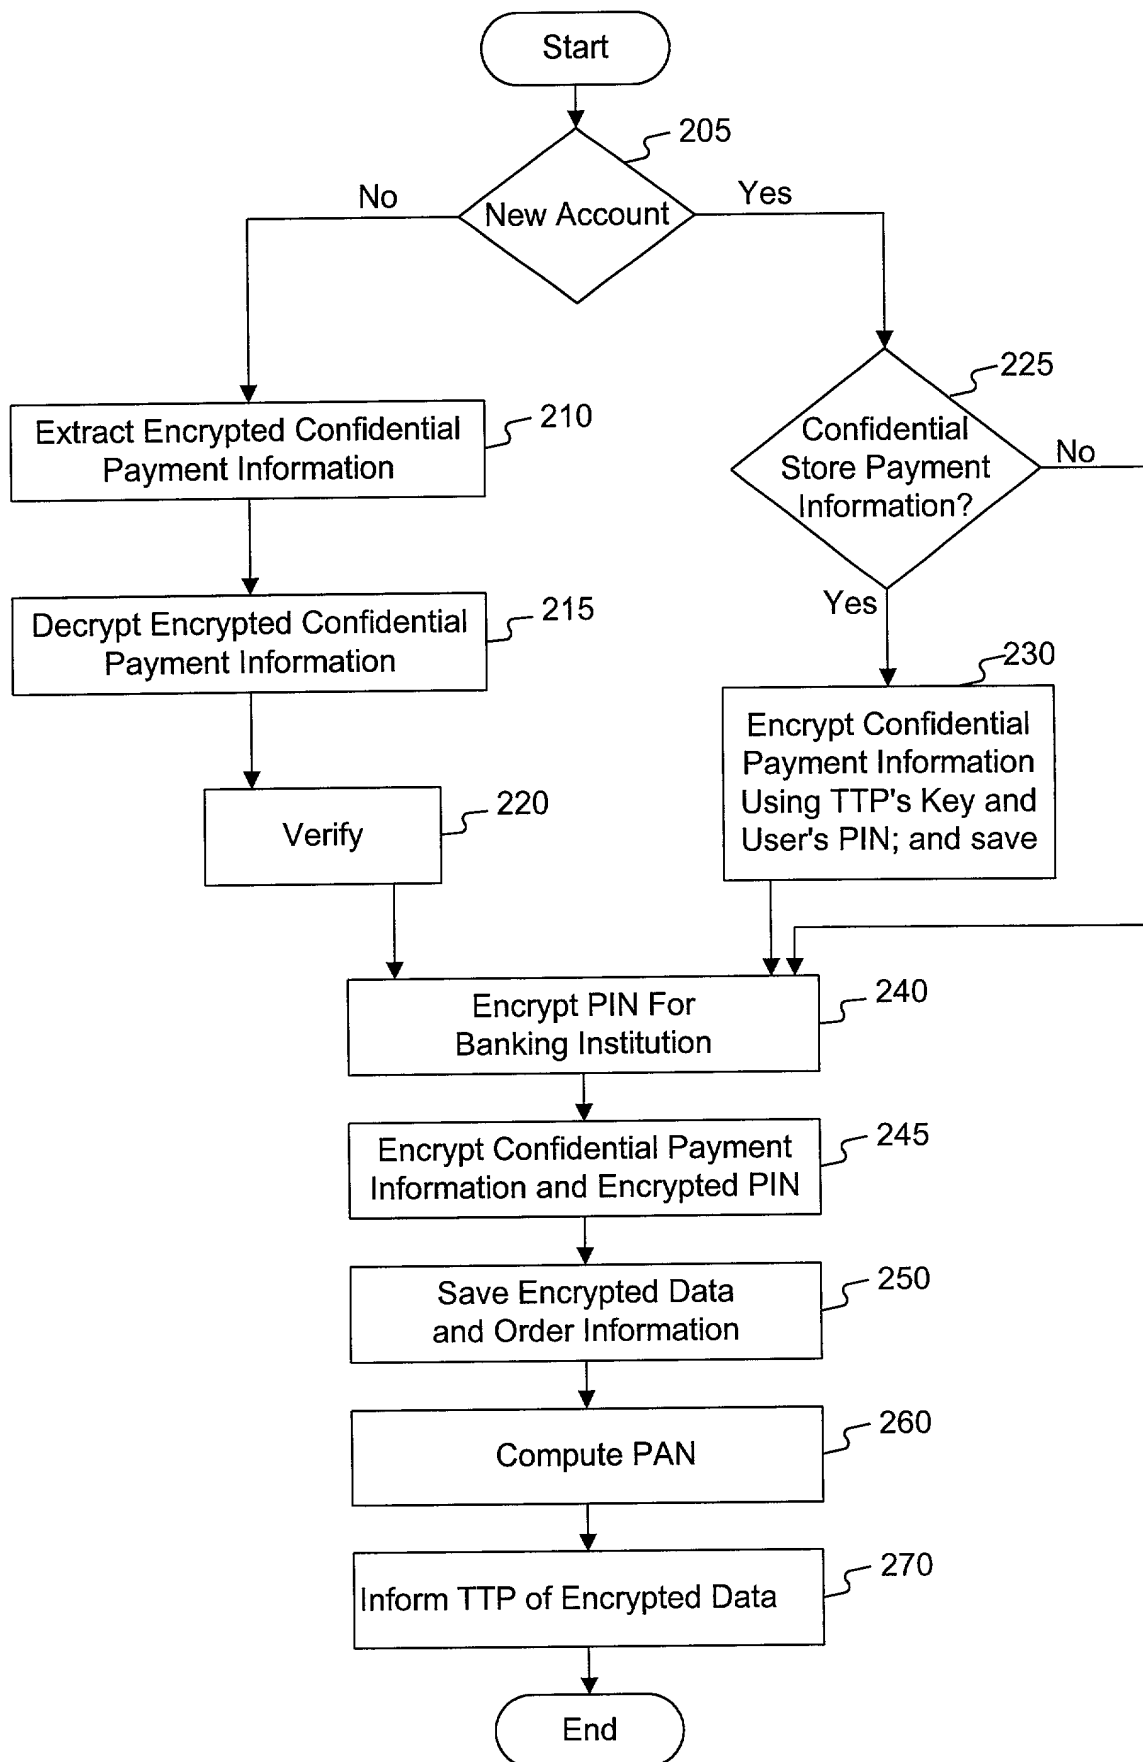 Start
205
No
Yes
New Account
225
Extract Encrypted Confidential
Payment Information
210
Confidential
Store Payment
Information?
No
Decrypt Encrypted Confidential
Payment Information
215
Yes
230
Verify
220
Encrypt Confidential
Payment Information
Using TTP's Key and
User's PIN; and save
Encrypt PIN For
Banking Institution
240
Encrypt Confidential Payment
Information and Encrypted PIN
245
Save Encrypted Data
and Order Information
250
Compute PAN
260
Inform TTP of Encrypted Data
270
End